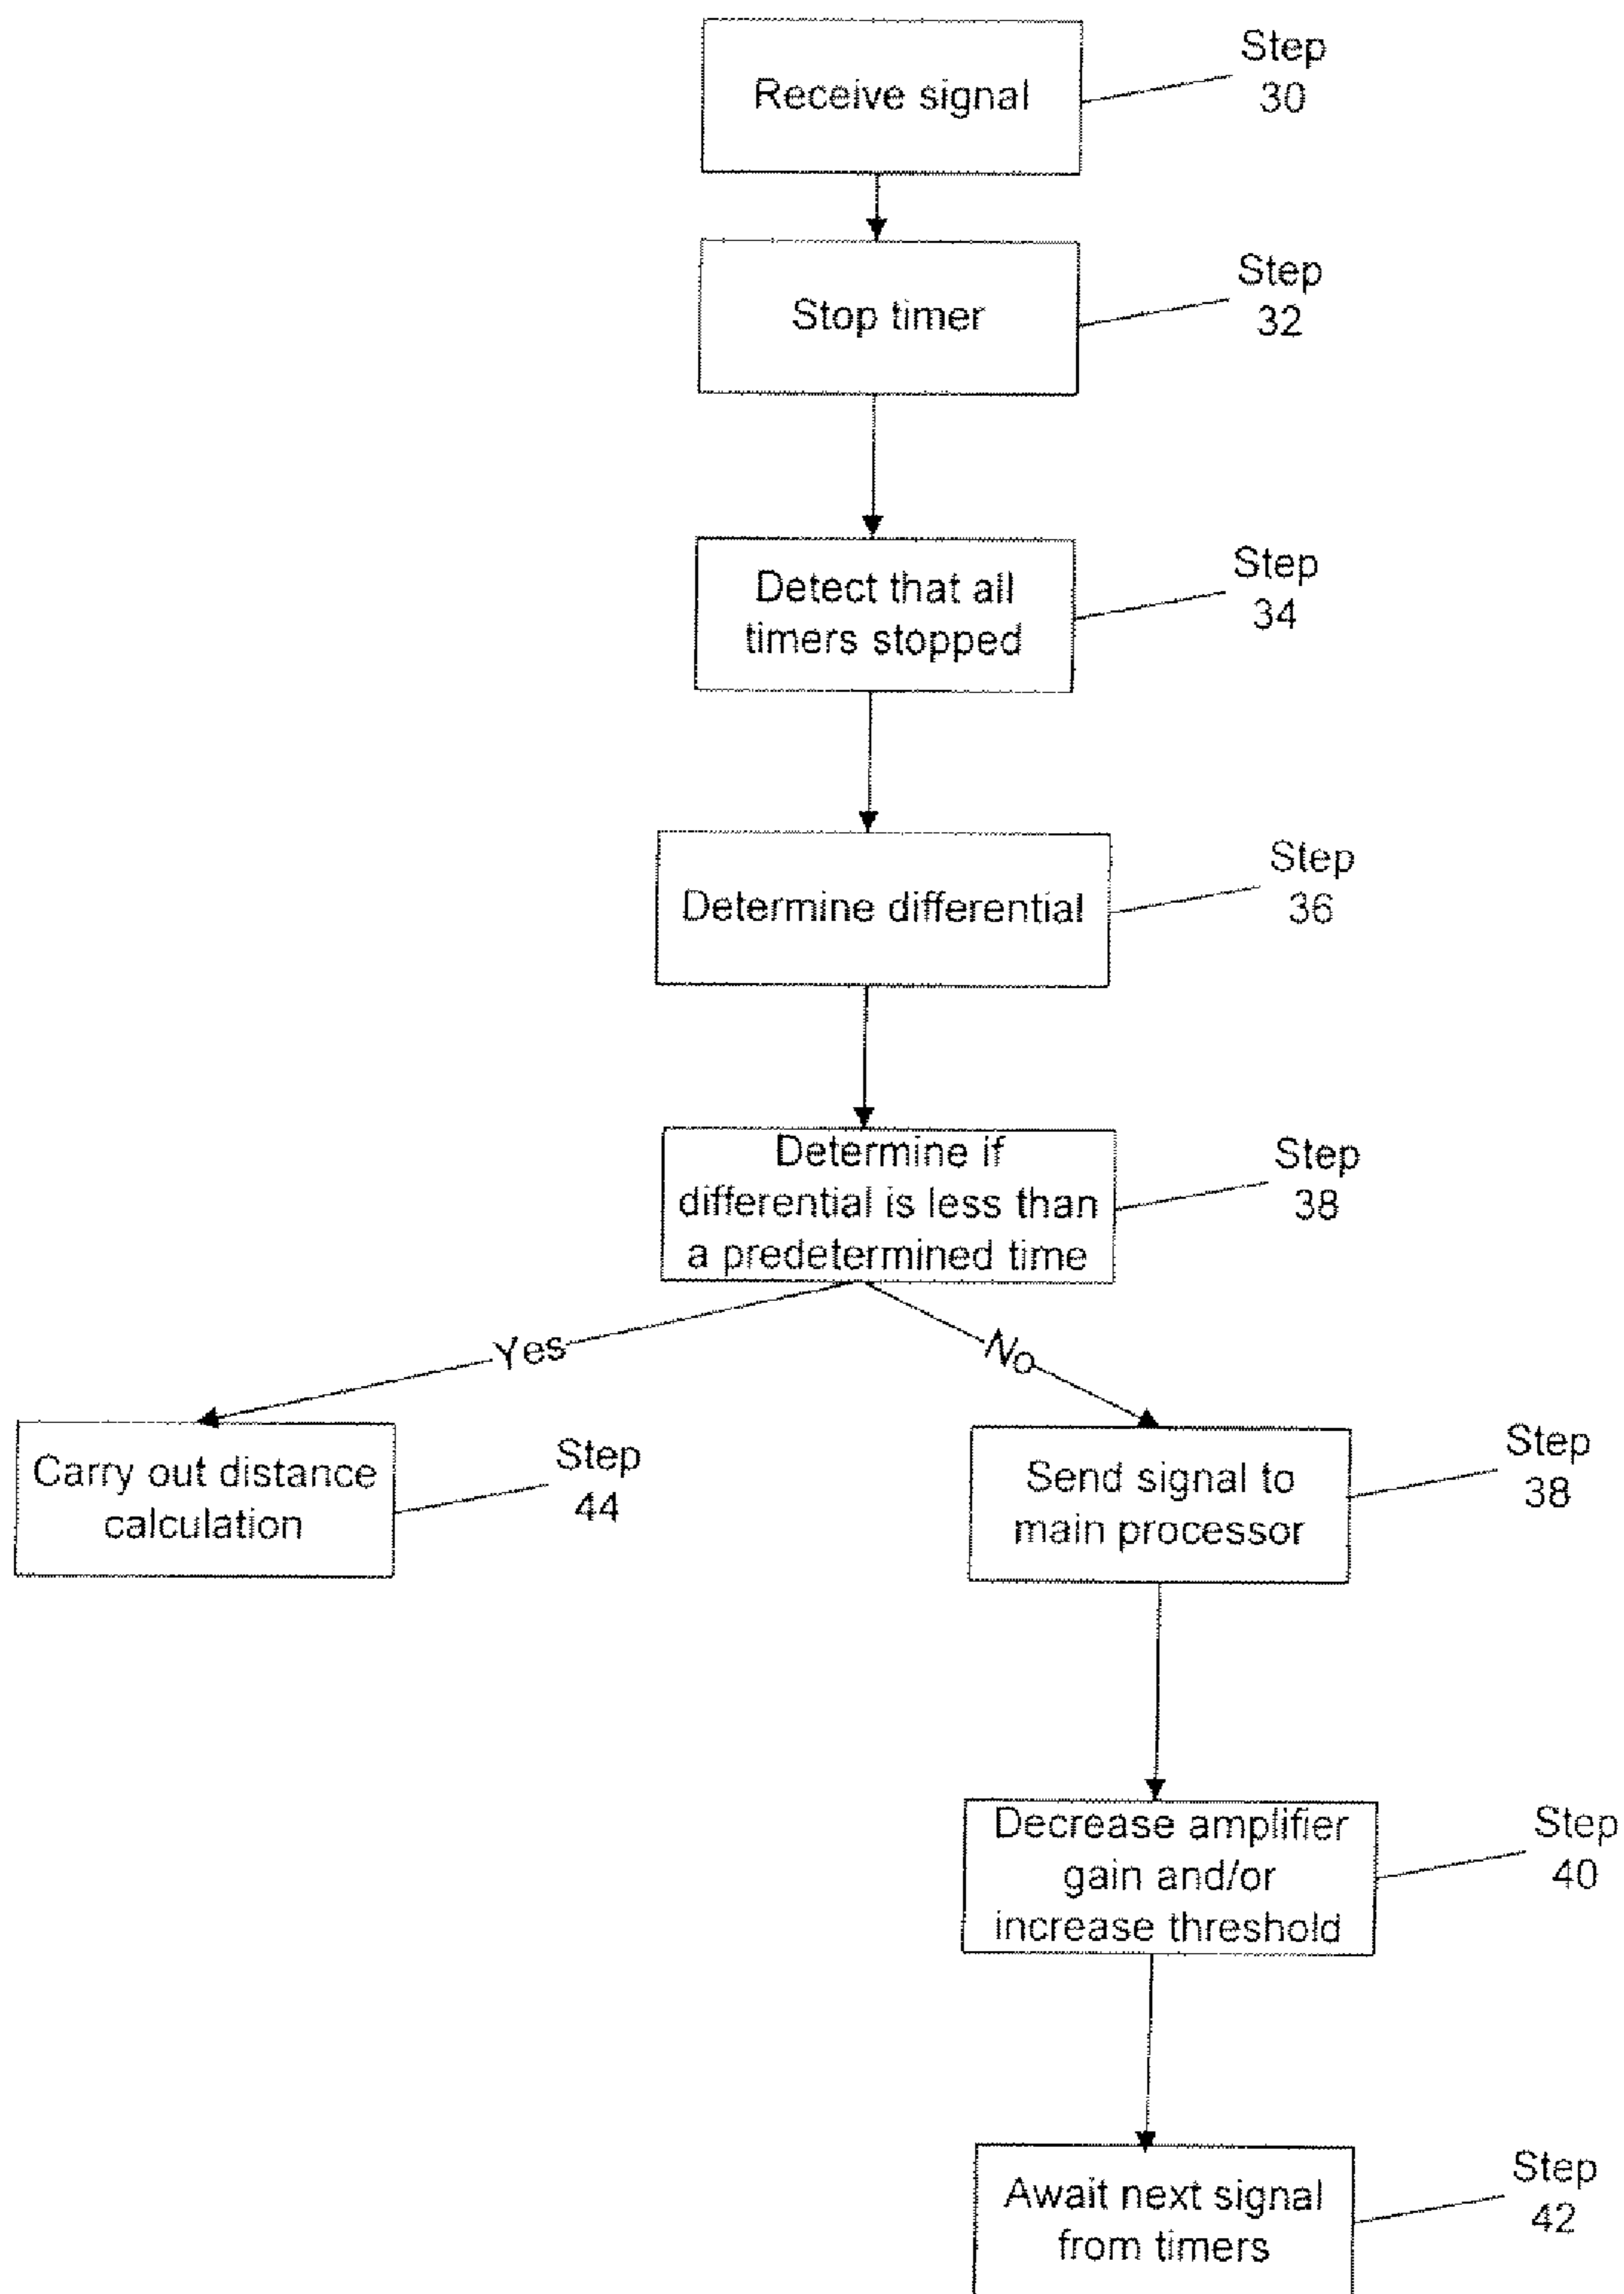 Receive signal
Step
30
Stop timer
Step
32
Detect that all
timers stopped
Step
34
Determine differential
Step
36
Determine if
differential is less than
a predetermined time
Step
38
Yes
No
Carry out distance
calculation
Step
44
Send signal to
main processor
Step
38
Decrease amplifier
gain and/or
increase threshold
Step
40
Await next signal
from timers
Step
42